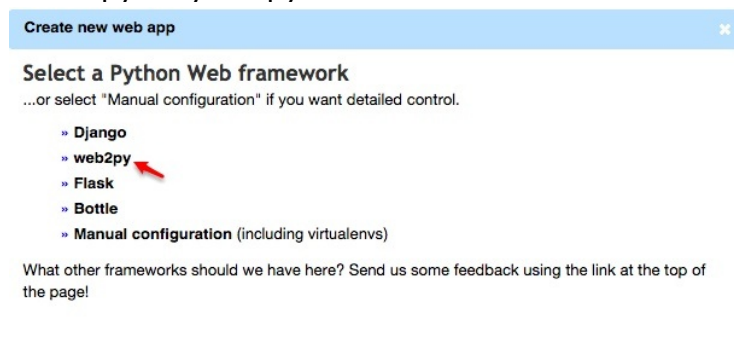 Create new web app
Select a Python Web framework
...or select "Manual configuration" if you want detailed control.
» Django
» web2py
» Flask
» Bottle
» Manual configuration (including virtualenvs)
What other frameworks should we have here? Send us some feedback using the link at the top of
the page!